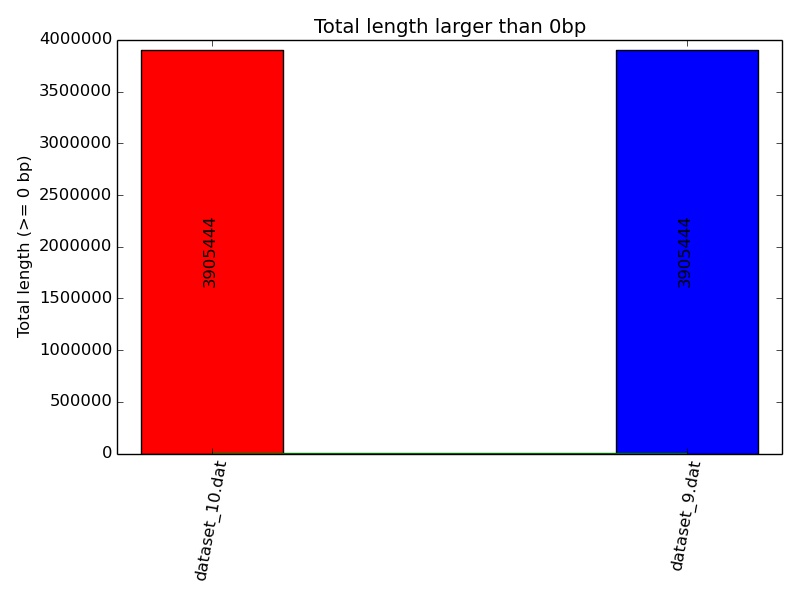 Total length larger than 0bp
Total length (>= 0 bp)
4000000
3500000
3000000
2500000
2000000
1500000
1000000
500000
0
3905444
3905444
dataset_10.dat
dataset_9.dat